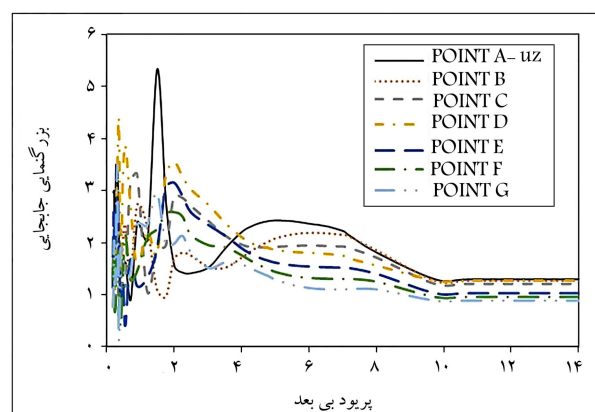 ۶
۵
۴
۳
۲
۱
۰
۰ ۲ ۴ ۶ ۸ ۱۰ ۱۲ ۱۴
بزرگنمایی جابجایی
پریود بی بعد
POINT A- uz
POINT B
POINT C
POINT D
POINT E
POINT F
POINT G